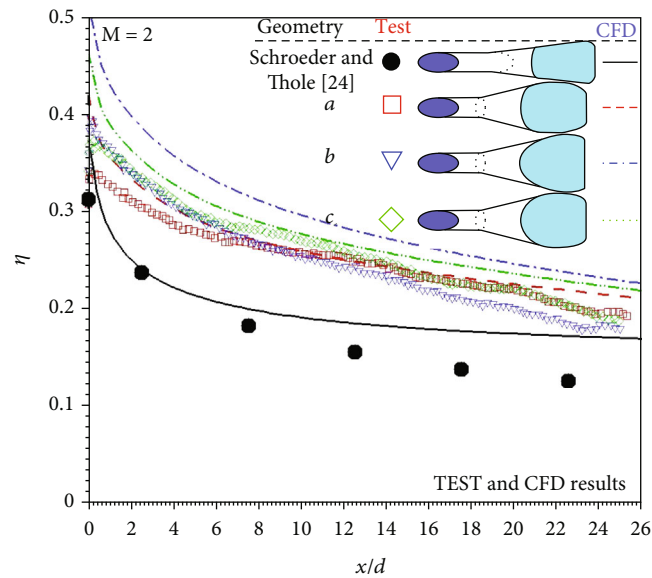 M = 2
Geometry Test CFD
Schroeder and
Thole [24]
a
b
c
η
0.5
0.4
0.3
0.2
0.1
0
TEST and CFD results
0 2 4 6 8 10 12 14 16 18 20 22 24 26
x/d